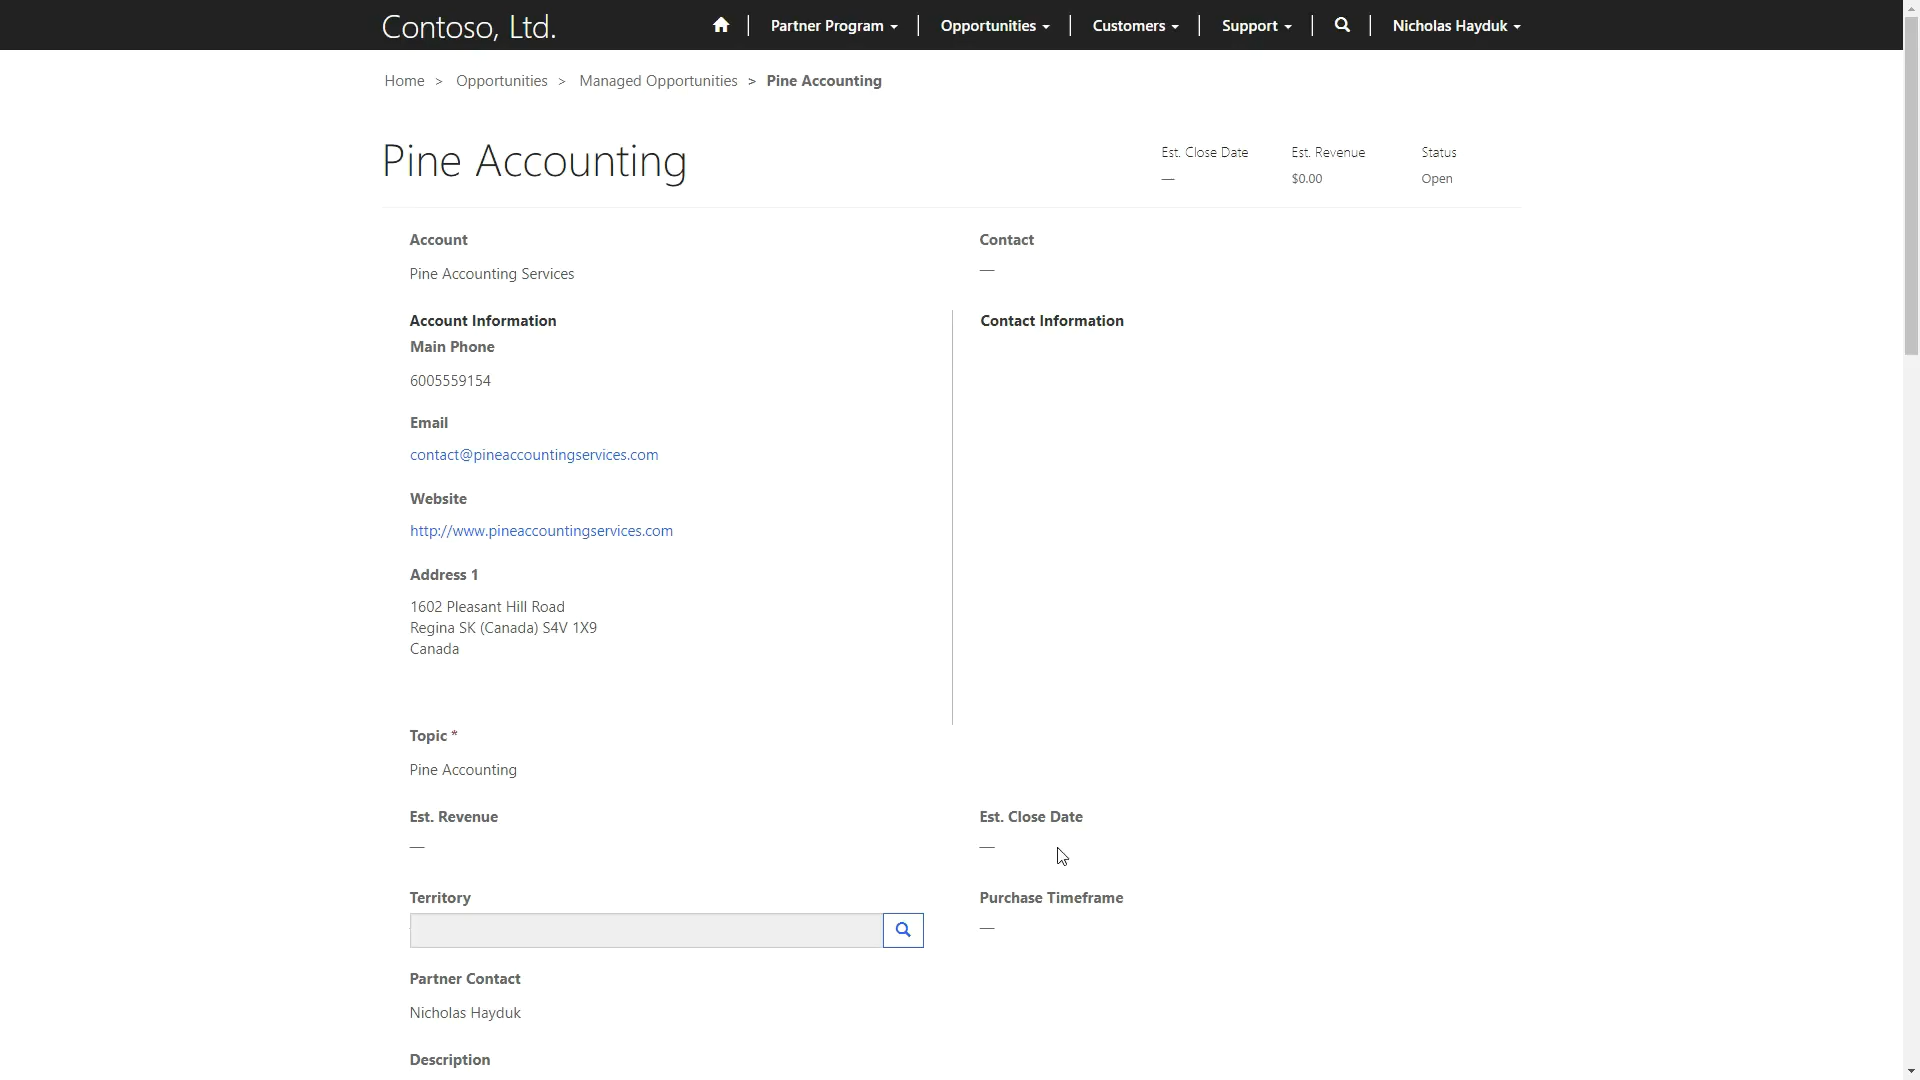 Contoso, Ltd.
Partner Program
Opportunities
Customers
Support
Nicholas Hayduk
Home > Opportunities > Managed Opportunities > Pine Accounting
Pine Accounting
Est. Close Date
—
Est. Revenue
$0.00
Status
Open
Account
Pine Accounting Services
Contact
—
Account Information
Main Phone
6005559154
Email
contact@pineaccountingservices.com
Website
http://www.pineaccountingservices.com
Address 1
1602 Pleasant Hill Road
Regina SK (Canada) S4V 1X9
Canada
Contact Information
Topic *
Pine Accounting
Est. Revenue
—
Est. Close Date
—
Territory
Purchase Timeframe
—
Partner Contact
Nicholas Hayduk
Description